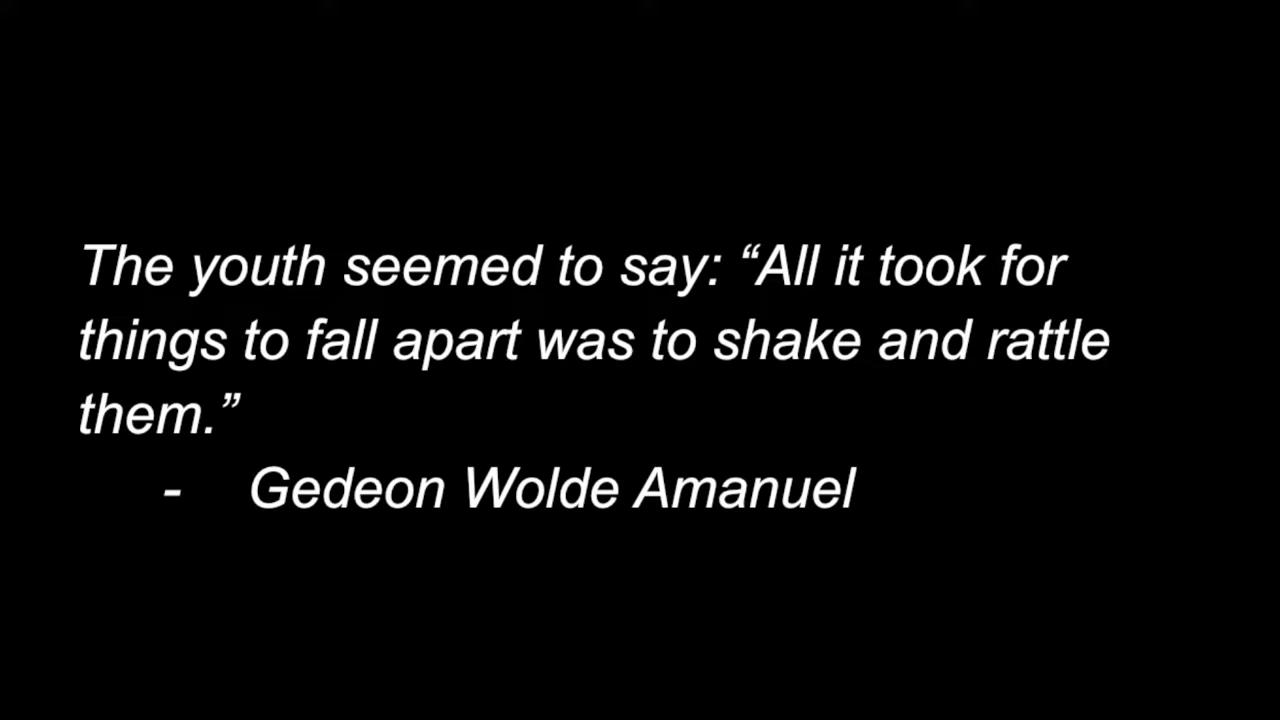 The youth seemed to say: “All it took for
things to fall apart was to shake and rattle
them.”
- Gedeon Wolde Amanuel